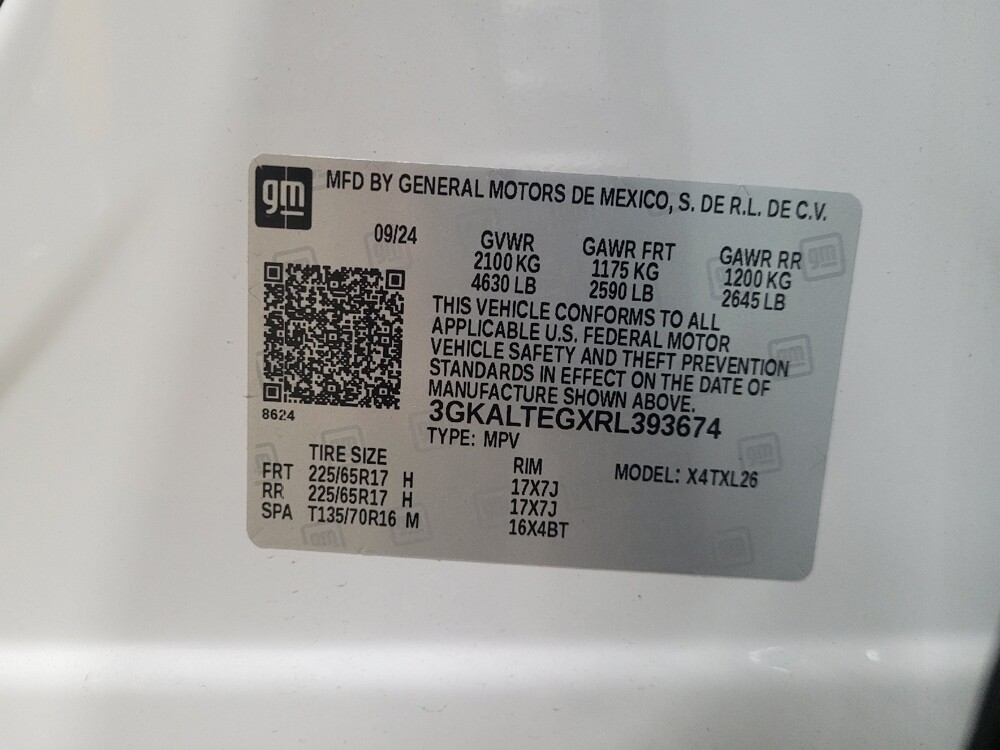 gm MFD BY GENERAL MOTORS DE MEXICO, S. DE R.L. DE C.V.
09/24 GVWR GAWR FRT GAWR RR
2100 KG 1175 KG 1200 KG
4630 LB 2590 LB 2645 LB
THIS VEHICLE CONFORMS TO ALL
APPLICABLE U.S. FEDERAL MOTOR
VEHICLE SAFETY AND THEFT PREVENTION
STANDARDS IN EFFECT ON THE DATE OF
MANUFACTURE SHOWN ABOVE.
8624
3GKALTEGXRL393674
TYPE: MPV
TIRE SIZE RIM MODEL: X4TXL26
FRT 225/65R17 H 17X7J
RR 225/65R17 H 17X7J
SPA T135/70R16 M 16X4BT